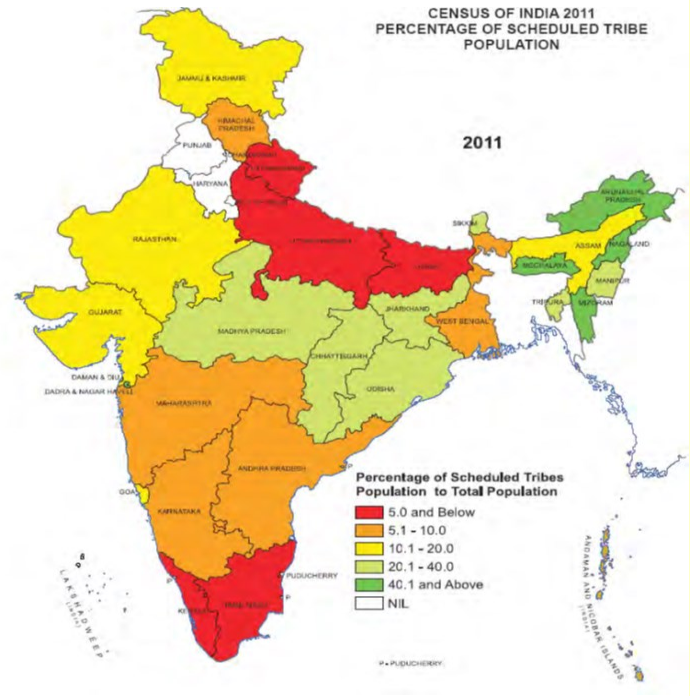 CENSUS OF INDIA 2011
PERCENTAGE OF SCHEDULED TRIBE
POPULATION
2011
JAMMU & KASHMIR
HIMACHAL
PRADESH
PUNJAB
HARYANA
RAJASTHAN
SIKKIM
ARUNACHAL
PRADESH
ASSAM
NAGALAND
MEGHALAYA
MANIPUR
TRIPURA
MIZORAM
GUJARAT
MADHYA PRADESH
JHARKHAND
WEST BENGAL
CHHATTISGARH
ODISHA
DAMAN & DIU
DADRA & NAGAR HAVELI
MAHARASHTRA
ANDHRA PRADESH
P
GOA
KARNATAKA
Percentage of Scheduled Tribes
Population to Total Population
5.0 and Below
5.1 - 10.0
10.1 - 20.0
20.1 - 40.0
40.1 and Above
NIL
PUDUCHERRY
P
P
TAMIL NADU
LAKSHADWEEP
(INDIA)
ANDAMAN AND NICOBAR ISLANDS
(INDIA)
P - PUDUCHERRY